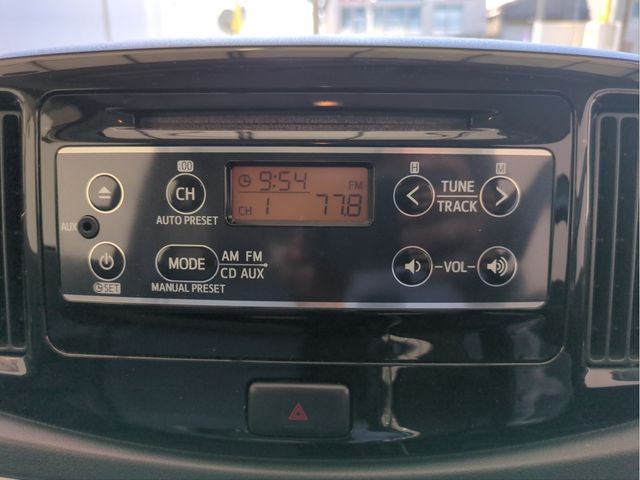 :00
H
M
9:54
FM
CH
TUNE
TRACK
CH 1 77.8
AUTO PRESET
AUX
MODE
AM FM
CD AUX
VOL
SET
MANUAL PRESET